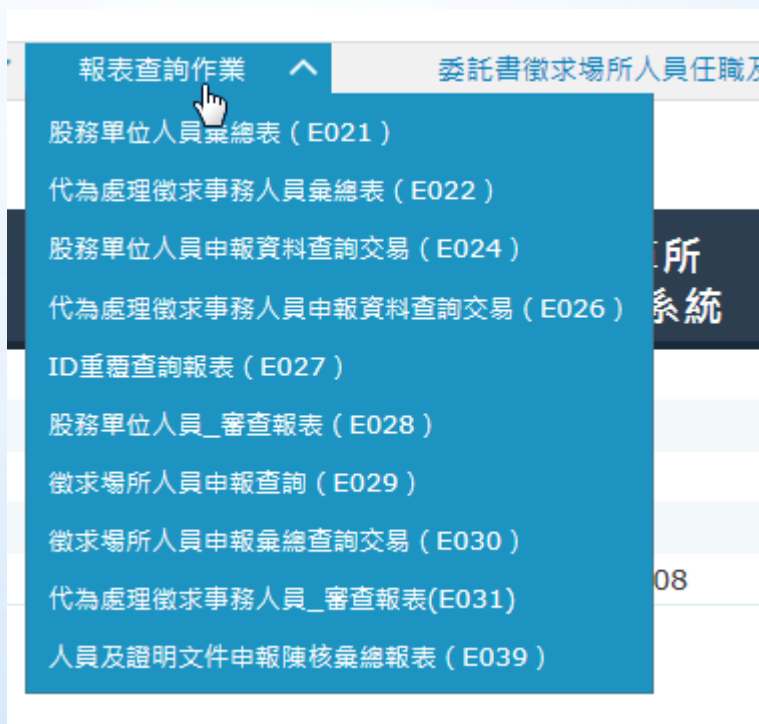 報表查詢作業
委託書徵求場所人員任職及
股務單位人員彙總表（E021）
代為處理徵求事務人員彙總表（E022）
股務單位人員申報資料查詢交易（E024）
所
代為處理徵求事務人員申報資料查詢交易（E026）
系統
ID重覆查詢報表（E027）
股務單位人員_審查報表（E028）
徵求場所人員申報查詢（E029）
徵求場所人員申報彙總查詢交易（E030）
08
代為處理徵求事務人員_審查報表(E031)
人員及證明文件申報陳核彙總報表（E039）